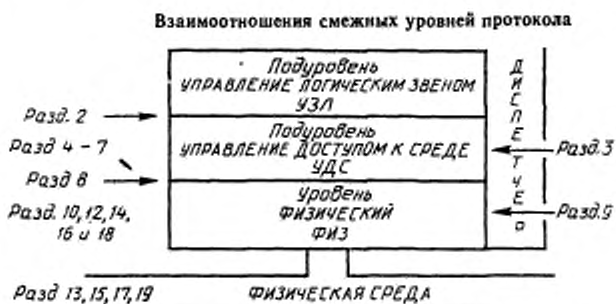 Взаимоотношения смежных уровней протокола
Подуровень
УПРАВЛЕНИЕ ЛОГИЧЕСКИМ ЗВЕНОМ
УЗЛ
Разд. 2
Подуровень
УПРАВЛЕНИЕ ДОСТУПОМ К СРЕДЕ
УДС
Разд 4 - 7
Разд 8
Уровень
ФИЗИЧЕСКИЙ
ФИЗ
Разд. 10, 12, 14,
16 и 18
ДИСПЕТЧЕР
Разд. 3
Разд. 9
Разд 13, 15, 17, 19
ФИЗИЧЕСКАЯ СРЕДА